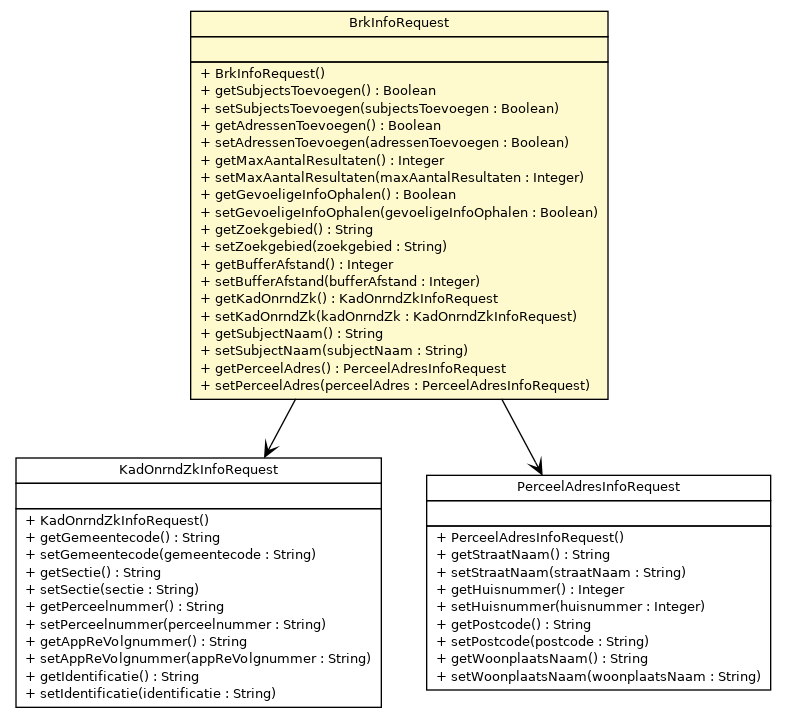 BrkInfoRequest
+ BrkInfoRequest()
+ getSubjectsToevoegen() : Boolean
+ setSubjectsToevoegen(subjectsToevoegen : Boolean)
+ getAdressenToevoegen() : Boolean
+ setAdressenToevoegen(adressenToevoegen : Boolean)
+ getMaxAantalResultaten() : Integer
+ setMaxAantalResultaten(maxAantalResultaten : Integer)
+ getGevoeligeInfoOphalen() : Boolean
+ setGevoeligeInfoOphalen(gevoeligeInfoOphalen : Boolean)
+ getZoekgebied() : String
+ setZoekgebied(zoekgebied : String)
+ getBufferAfstand() : Integer
+ setBufferAfstand(bufferAfstand : Integer)
+ getKadOnrndZk() : KadOnrndZkInfoRequest
+ setKadOnrndZk(kadOnrndZk : KadOnrndZkInfoRequest)
+ getSubjectNaam() : String
+ setSubjectNaam(subjectNaam : String)
+ getPerceelAdres() : PerceelAdresInfoRequest
+ setPerceelAdres(perceelAdres : PerceelAdresInfoRequest)
KadOnrndZkInfoRequest
+ KadOnrndZkInfoRequest()
+ getGemeentecode() : String
+ setGemeentecode(gemeentecode : String)
+ getSectie() : String
+ setSectie(sectie : String)
+ getPerceelnummer() : String
+ setPerceelnummer(perceelnummer : String)
+ getAppReVolgnummer() : String
+ setAppReVolgnummer(appReVolgnummer : String)
+ getIdentificatie() : String
+ setIdentificatie(identificatie : String)
PerceelAdresInfoRequest
+ PerceelAdresInfoRequest()
+ getStraatNaam() : String
+ setStraatNaam(straatNaam : String)
+ getHuisnummer() : Integer
+ setHuisnummer(huisnummer : Integer)
+ getPostcode() : String
+ setPostcode(postcode : String)
+ getWoonplaatsNaam() : String
+ setWoonplaatsNaam(woonplaatsNaam : String)